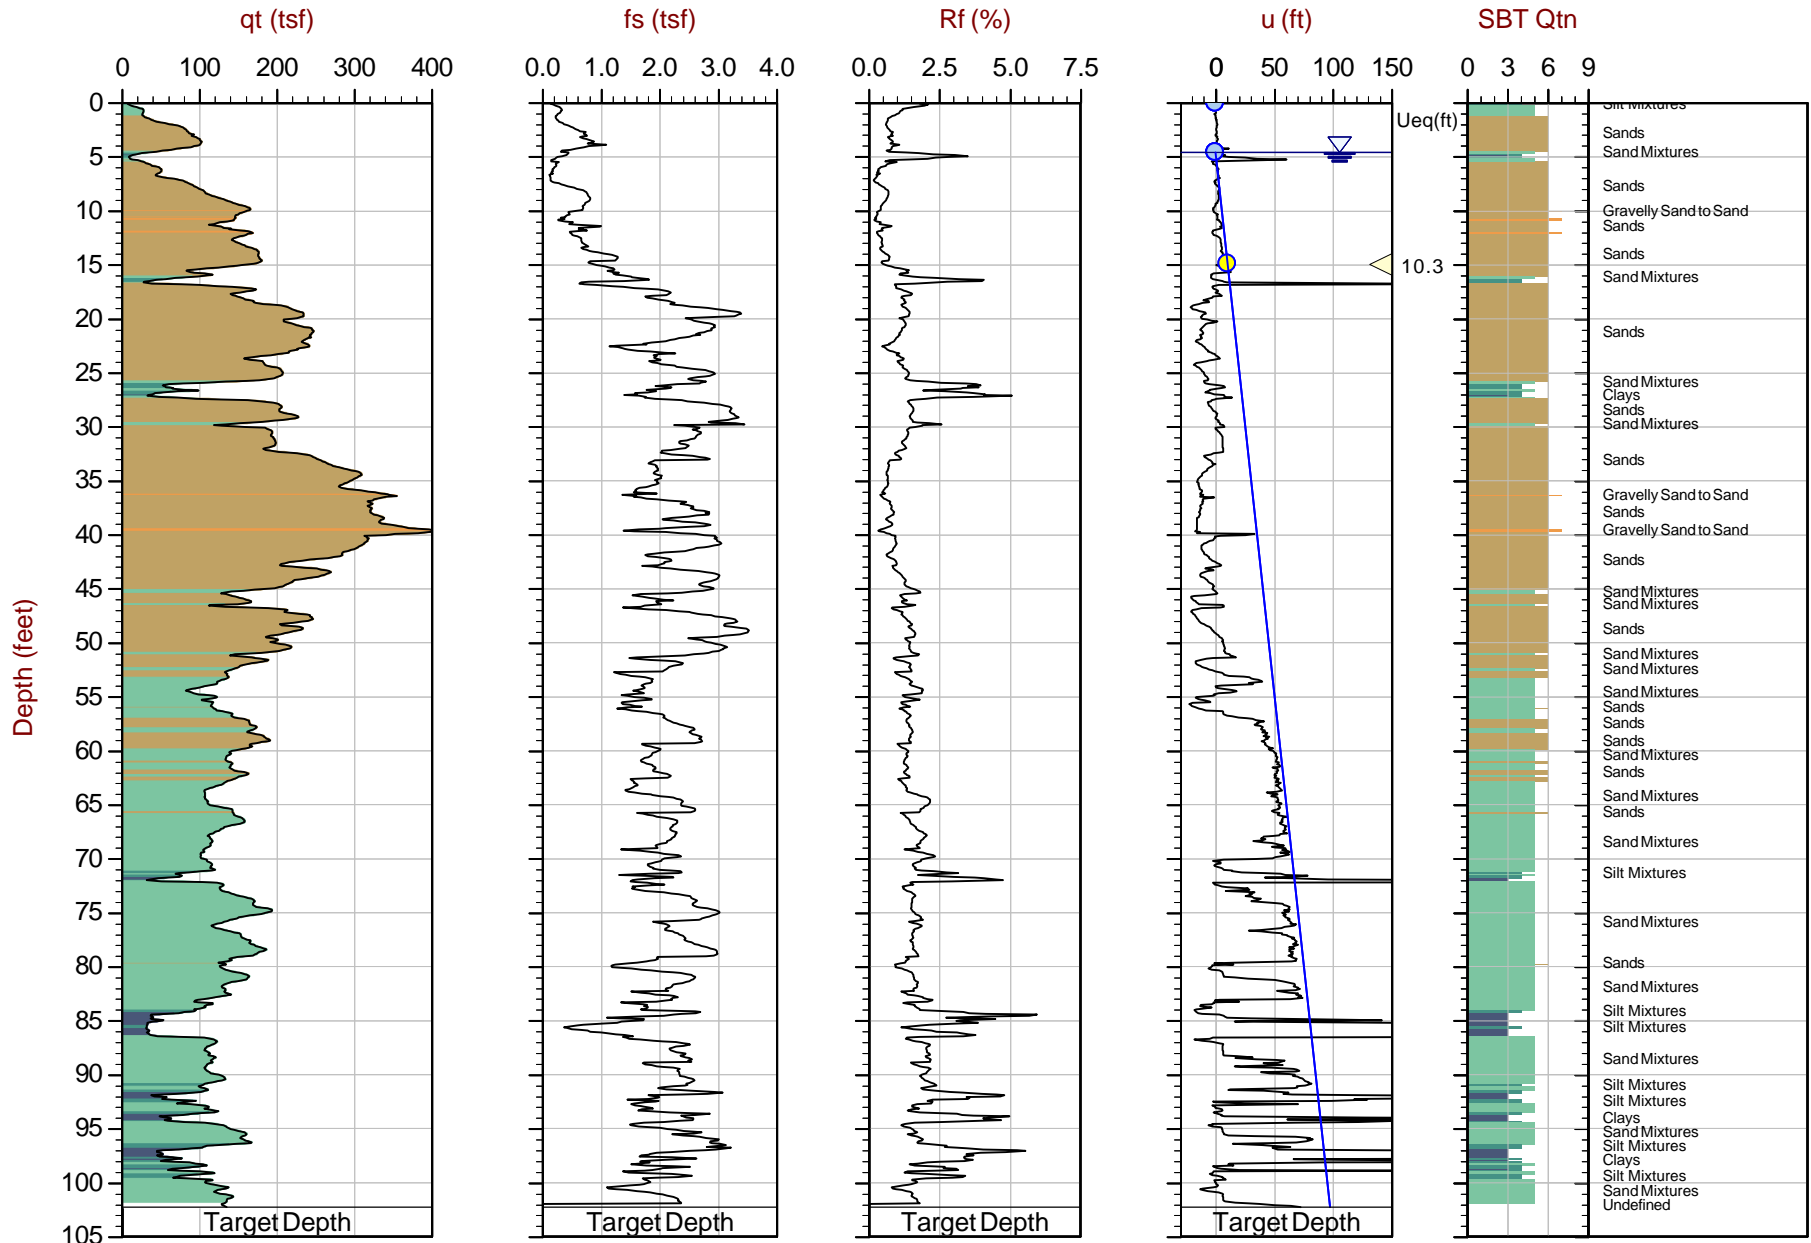 qt (tsf)
fs (tsf)
Rf (%)
u (ft)
SBT Qtn
0 100 200 300 400
0.0 1.0 2.0 3.0 4.0
0.0 2.5 5.0 7.5
0 50 100 150
0 3 6 9
Depth (feet)
0
5
10
15
20
25
30
35
40
45
50
55
60
65
70
75
80
85
90
95
100
105
Ueq(ft)
10.3
Target Depth
Target Depth
Target Depth
Target Depth
Silt Mixtures
Sands
Sand Mixtures
Sands
Gravelly Sand to Sand
Sands
Sands
Sand Mixtures
Sands
Sand Mixtures
Clays
Sands
Sand Mixtures
Sands
Gravelly Sand to Sand
Sands
Gravelly Sand to Sand
Sands
Sand Mixtures
Sand Mixtures
Sands
Sand Mixtures
Sand Mixtures
Sand Mixtures
Sands
Sands
Sands
Sand Mixtures
Sands
Sand Mixtures
Sands
Sand Mixtures
Silt Mixtures
Sand Mixtures
Sands
Sand Mixtures
Silt Mixtures
Silt Mixtures
Sand Mixtures
Silt Mixtures
Silt Mixtures
Clays
Sand Mixtures
Silt Mixtures
Clays
Silt Mixtures
Sand Mixtures
Undefined